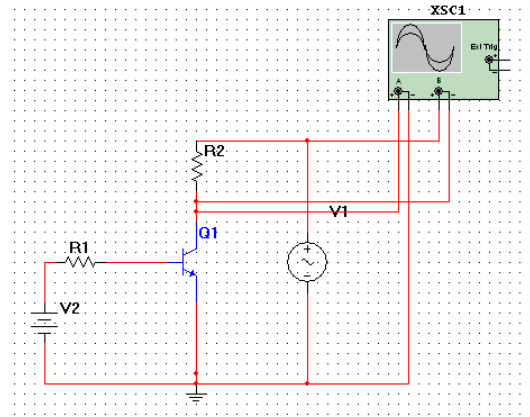 XSC1
Ext Trig
+
-
A
B
+ - + -
R2
V1
Q1
+
-
R1
V2